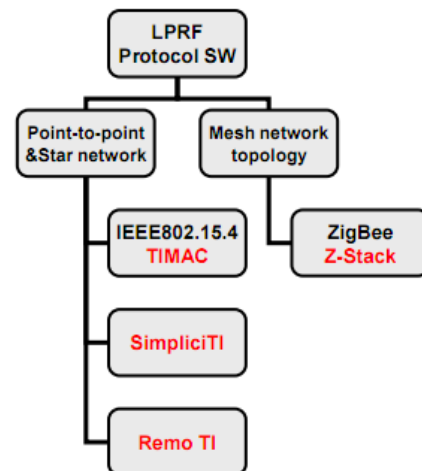 LPRF
Protocol SW
Point-to-point
&Star network
Mesh network
topology
IEEE802.15.4
TIMAC
ZigBee
Z-Stack
SimpliciTI
Remo TI